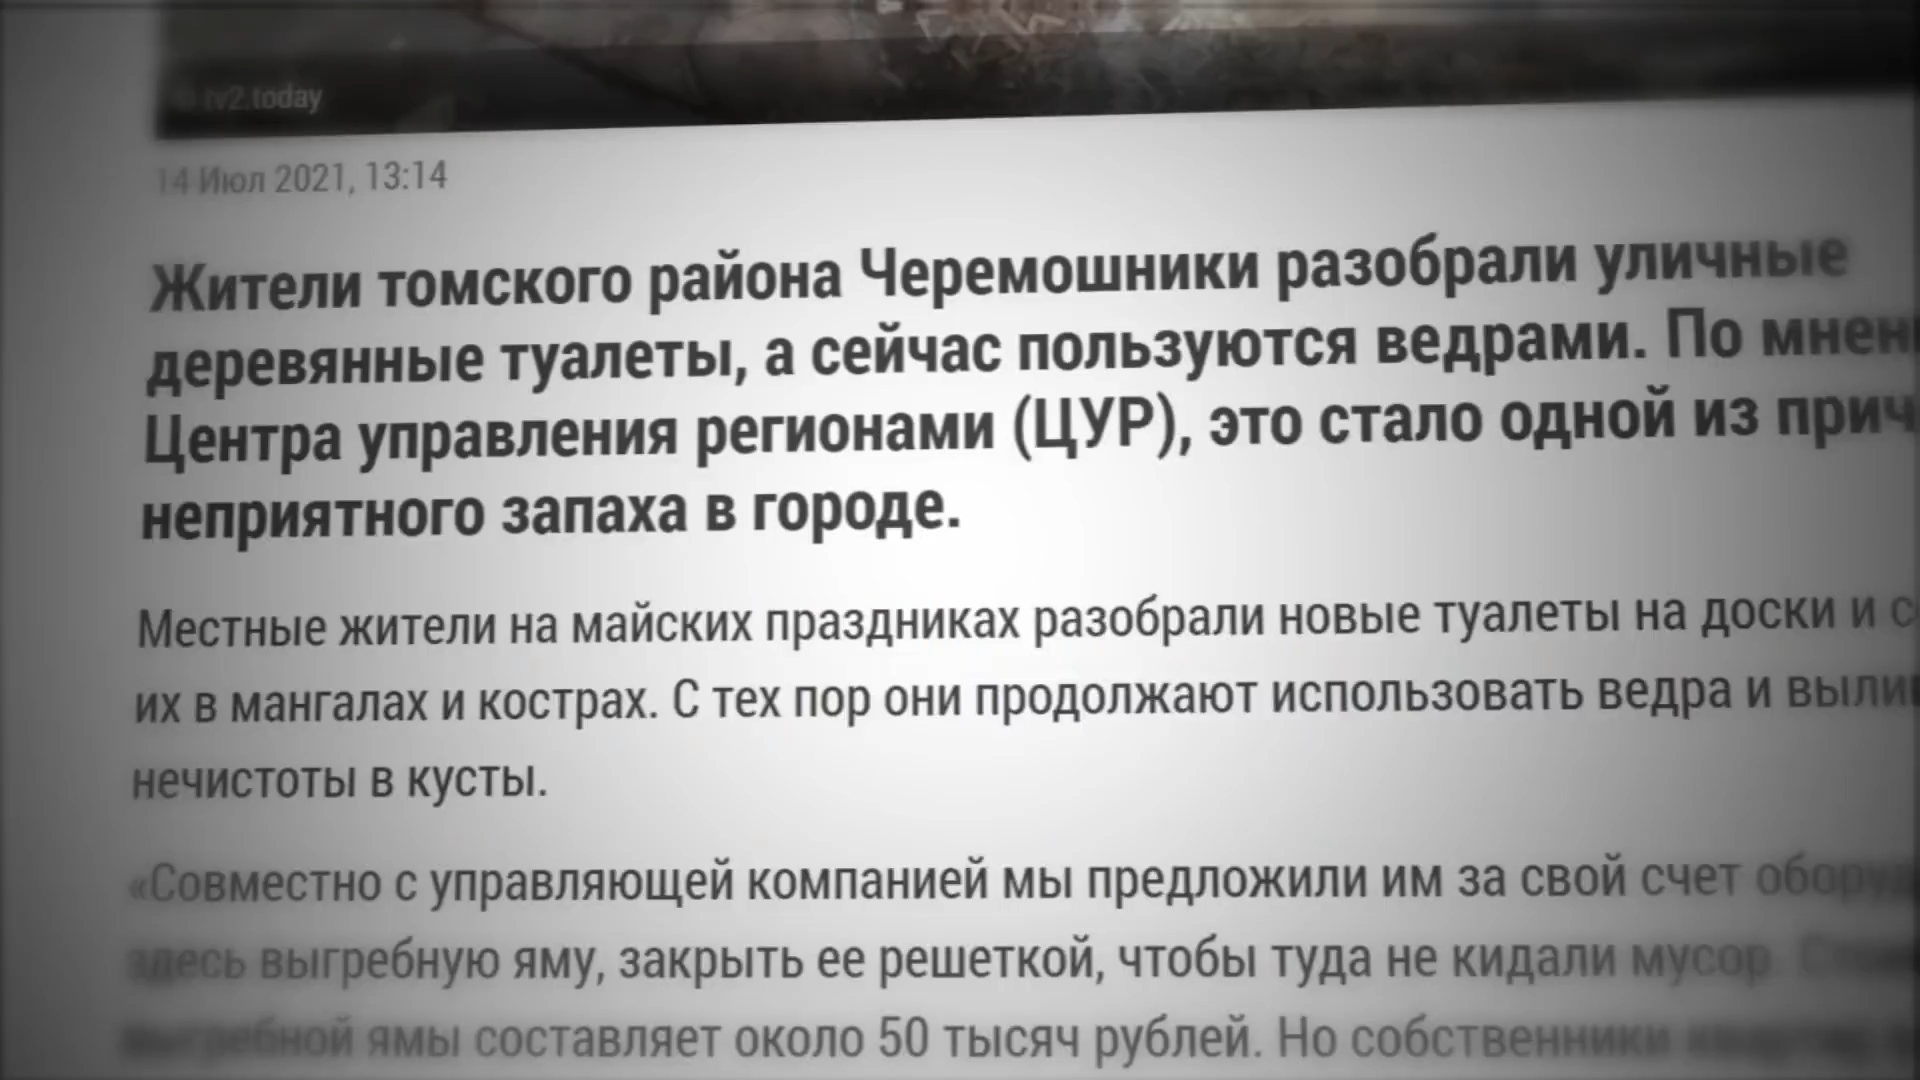 tv2.today
14 Июл 2021, 13:14
Жители томского района Черемошники разобрали уличные
деревянные туалеты, а сейчас пользуются ведрами. По
Центра управления регионами (ЦУР), это стало одной из
неприятного запаха в городе.
Местные жители на майских праздниках разобрали новые туалеты на доски и
их в мангалах и кострах. С тех пор они продолжают использовать ведра и
нечистоты в кусты.
«Совместно с управляющей компанией мы предложили им за свой счет
здесь выгребную яму, закрыть ее решеткой, чтобы туда не кидали мусор.
выгребной ямы составляет около 50 тысяч рублей. Но собственники